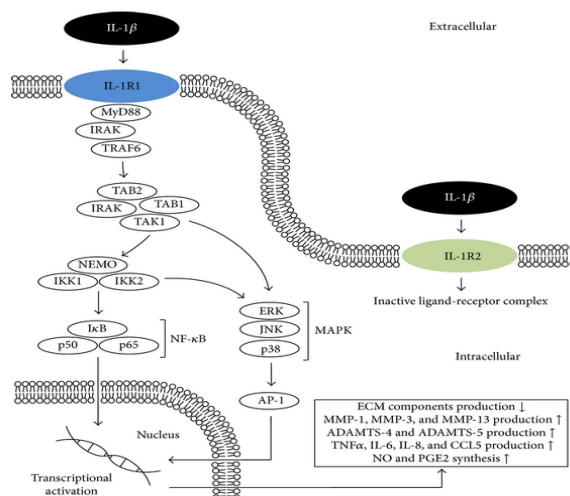 IL-1β
Extracellular
IL-1R1
MyD88
IRAK
TRAF6
TAB2
TAB1
IRAK
TAK1
IL-1β
IL-1R2
Inactive ligand-receptor complex
NEMO
IKK1
IKK2
ERK
JNK
p38
MAPK
IκB
p50
p65
NF-κB
Intracellular
AP-1
Nucleus
Transcriptional
activation
ECM components production ↓
MMP-1, MMP-3, and MMP-13 production ↑
ADAMTS-4 and ADAMTS-5 production ↑
TNFα, IL-6, IL-8, and CCL5 production ↑
NO and PGE2 synthesis ↑